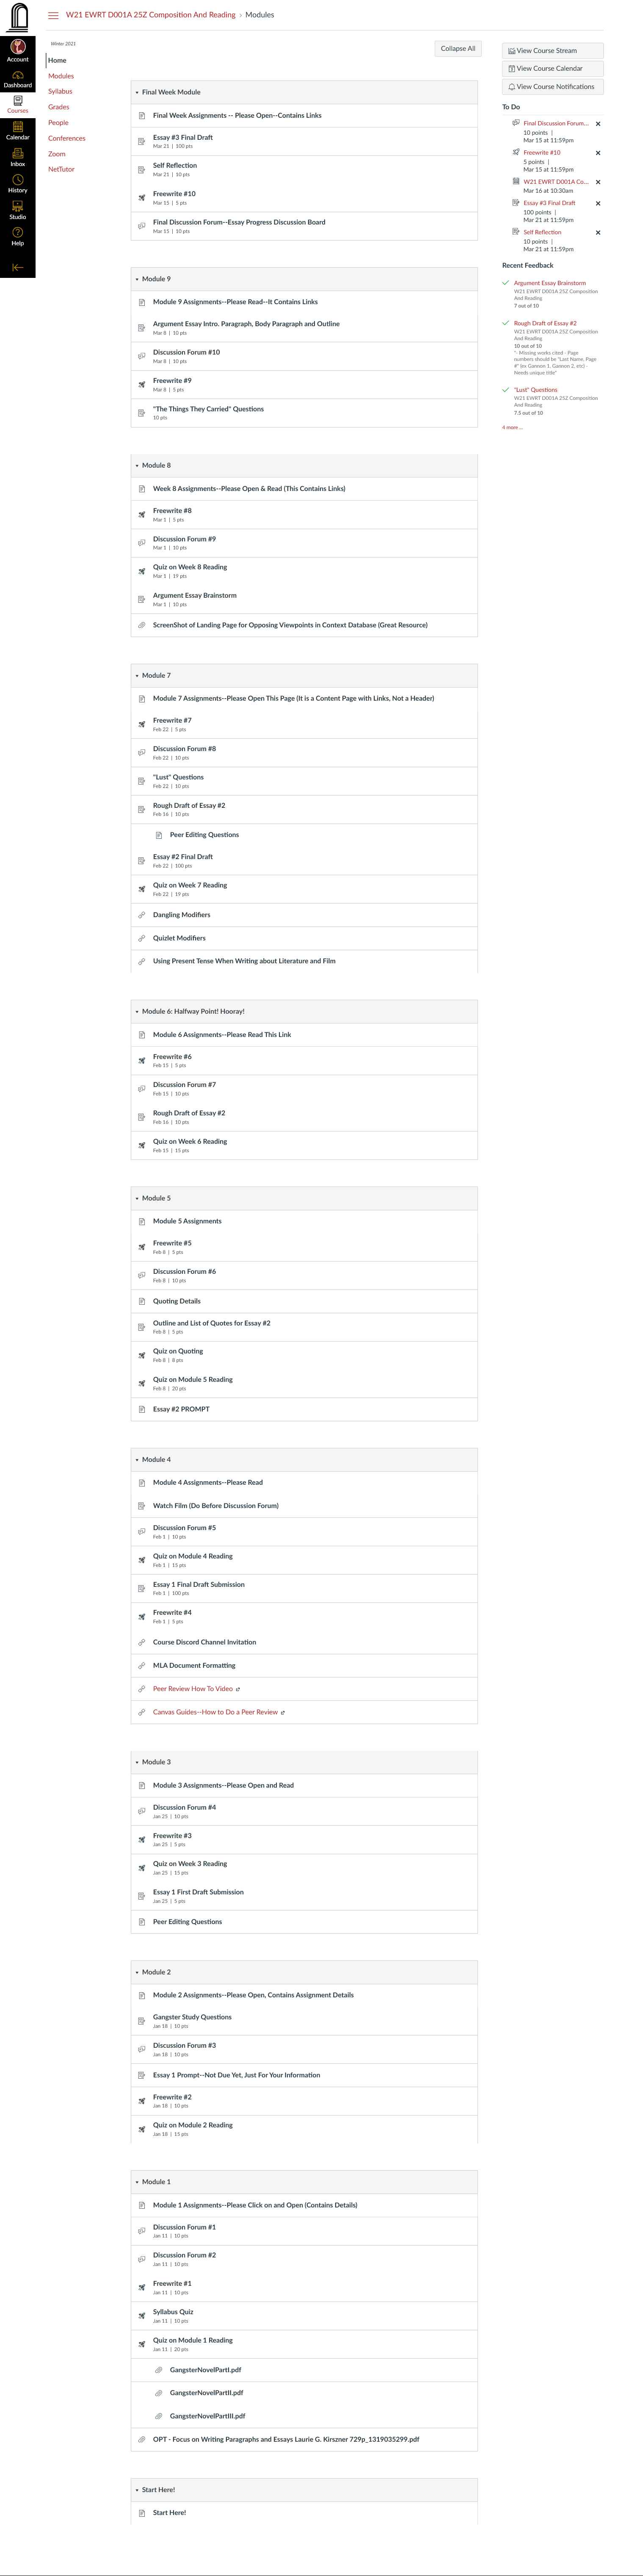 W21 EWRT D001A 25Z Composition And Reading > Modules
Account
Dashboard
Courses
Calendar
Inbox
History
Studio
Help
Winter 2021
Home
Modules
Syllabus
Grades
People
Conferences
Zoom
NetTutor
Collapse All
Final Week Module
Final Week Assignments -- Please Open--Contains Links
Essay #3 Final Draft
Mar 21 | 100 pts
Self Reflection
Mar 21 | 10 pts
Freewrite #10
Mar 15 | 5 pts
Final Discussion Forum--Essay Progress Discussion Board
Mar 15 | 10 pts
Module 9
Module 9 Assignments--Please Read--It Contains Links
Argument Essay Intro. Paragraph, Body Paragraph and Outline
Mar 8 | 10 pts
Discussion Forum #10
Mar 8 | 10 pts
Freewrite #9
Mar 8 | 5 pts
"The Things They Carried" Questions
10 pts
Module 8
Week 8 Assignments--Please Open & Read (This Contains Links)
Freewrite #8
Mar 1 | 5 pts
Discussion Forum #9
Mar 1 | 10 pts
Quiz on Week 8 Reading
Mar 1 | 19 pts
Argument Essay Brainstorm
Mar 1 | 10 pts
ScreenShot of Landing Page for Opposing Viewpoints in Context Database (Great Resource)
Module 7
Module 7 Assignments--Please Open This Page (It is a Content Page with Links, Not a Header)
Freewrite #7
Feb 22 | 5 pts
Discussion Forum #8
Feb 22 | 10 pts
"Lust" Questions
Feb 22 | 10 pts
Rough Draft of Essay #2
Feb 16 | 10 pts
Peer Editing Questions
Essay #2 Final Draft
Feb 22 | 100 pts
Quiz on Week 7 Reading
Feb 22 | 19 pts
Dangling Modifiers
Quizlet Modifiers
Using Present Tense When Writing about Literature and Film
Module 6: Halfway Point! Hooray!
Module 6 Assignments--Please Read This Link
Freewrite #6
Feb 15 | 5 pts
Discussion Forum #7
Feb 15 | 10 pts
Rough Draft of Essay #2
Feb 16 | 10 pts
Quiz on Week 6 Reading
Feb 15 | 15 pts
Module 5
Module 5 Assignments
Freewrite #5
Feb 8 | 5 pts
Discussion Forum #6
Feb 8 | 10 pts
Quoting Details
Outline and List of Quotes for Essay #2
Feb 8 | 5 pts
Quiz on Quoting
Feb 8 | 8 pts
Quiz on Module 5 Reading
Feb 8 | 20 pts
Essay #2 PROMPT
Module 4
Module 4 Assignments--Please Read
Watch Film (Do Before Discussion Forum)
Discussion Forum #5
Feb 1 | 10 pts
Quiz on Module 4 Reading
Feb 1 | 15 pts
Essay 1 Final Draft Submission
Feb 1 | 100 pts
Freewrite #4
Feb 1 | 5 pts
Course Discord Channel Invitation
MLA Document Formatting
Peer Review How To Video
Canvas Guides--How to Do a Peer Review
Module 3
Module 3 Assignments--Please Open and Read
Discussion Forum #4
Jan 25 | 10 pts
Freewrite #3
Jan 25 | 5 pts
Quiz on Week 3 Reading
Jan 25 | 15 pts
Essay 1 First Draft Submission
Jan 25 | 5 pts
Peer Editing Questions
Module 2
Module 2 Assignments--Please Open, Contains Assignment Details
Gangster Study Questions
Jan 18 | 10 pts
Discussion Forum #3
Jan 18 | 10 pts
Essay 1 Prompt--Not Due Yet, Just For Your Information
Freewrite #2
Jan 18 | 10 pts
Quiz on Module 2 Reading
Jan 18 | 15 pts
Module 1
Module 1 Assignments--Please Click on and Open (Contains Details)
Discussion Forum #1
Jan 11 | 10 pts
Discussion Forum #2
Jan 11 | 10 pts
Freewrite #1
Jan 11 | 10 pts
Syllabus Quiz
Jan 11 | 10 pts
Quiz on Module 1 Reading
Jan 11 | 20 pts
GangsterNovelPartI.pdf
GangsterNovelPartII.pdf
GangsterNovelPartIII.pdf
OPT - Focus on Writing Paragraphs and Essays Laurie G. Kirszner 729p_1319035299.pdf
Start Here!
Start Here!
View Course Stream
View Course Calendar
View Course Notifications
To Do
Final Discussion Forum...
10 points |
Mar 15 at 11:59pm
Freewrite #10
5 points |
Mar 15 at 11:59pm
W21 EWRT D001A Co...
Mar 16 at 10:30am
Essay #3 Final Draft
100 points |
Mar 21 at 11:59pm
Self Reflection
10 points |
Mar 21 at 11:59pm
Recent Feedback
Argument Essay Brainstorm
W21 EWRT D001A 25Z Composition
And Reading
7 out of 10
Rough Draft of Essay #2
W21 EWRT D001A 25Z Composition
And Reading
10 out of 10
"- Missing works cited - Page
numbers should be "Last Name, Page
#" (ex Gannon 1, Gannon 2, etc) -
Needs unique title"
"Lust" Questions
W21 EWRT D001A 25Z Composition
And Reading
7.5 out of 10
4 more ...